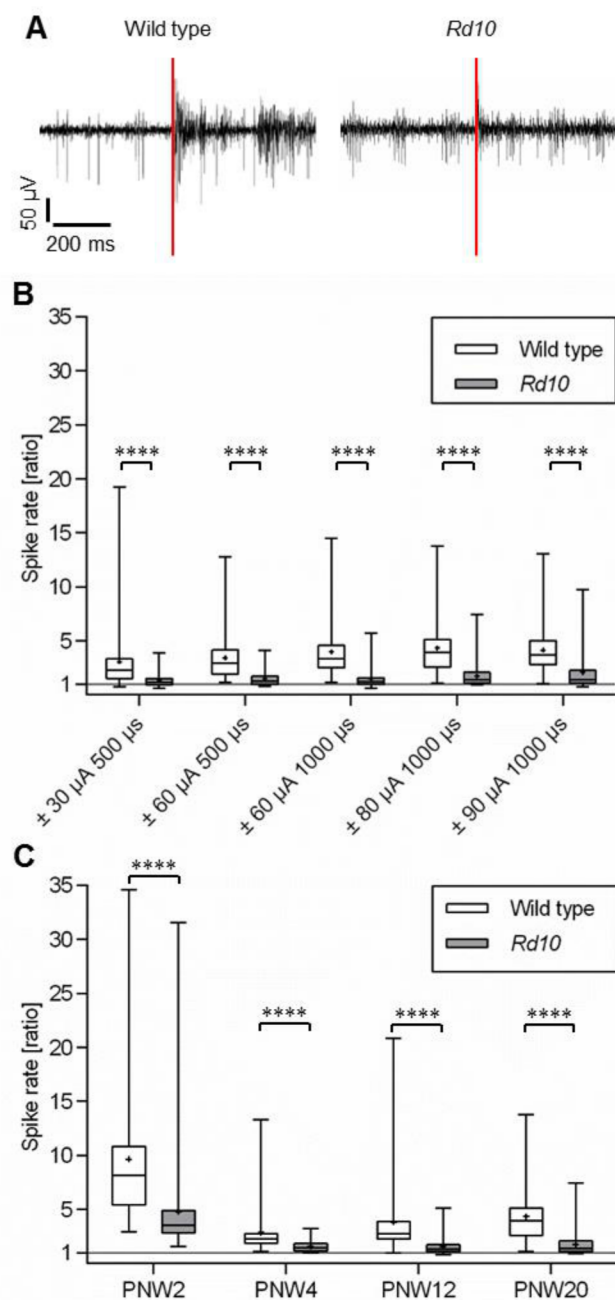 A
Wild type
Rd10
50 µV
200 ms
B
35
30
25
20
15
10
5
1
Spike rate [ratio]
Wild type
Rd10
****
****
****
****
****
± 30 µA 500 µs
± 60 µA 500 µs
± 60 µA 1000 µs
± 80 µA 1000 µs
± 90 µA 1000 µs
C
35
30
25
20
15
10
5
1
Spike rate [ratio]
Wild type
Rd10
****
****
****
****
PNW2
PNW4
PNW12
PNW20